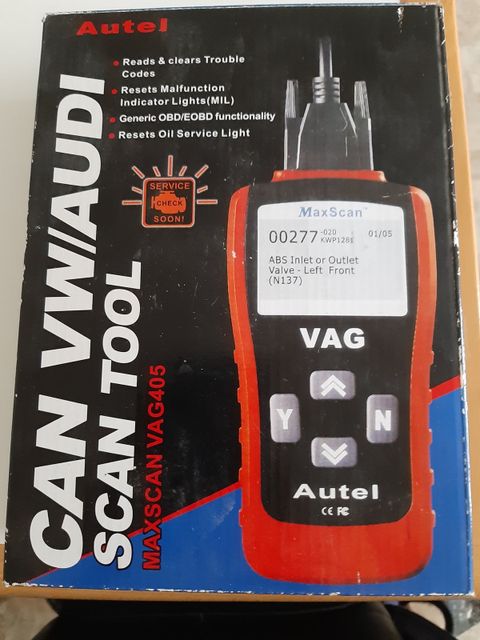 Autel
• Reads & clears Trouble
Codes
• Resets Malfunction
Indicator Lights(MIL)
• Generic OBD/EOBD functionality
• Resets Oil Service Light
SERVICE
CHECK
SOON!
CAN VW/AUDI
SCAN TOOL
MAXSCAN VAG405
MaxScan™
00277 -020 01/05
KWP1281
ABS Inlet or Outlet
Valve - Left Front
(N137)
VAG
Y N
Autel
CE FC